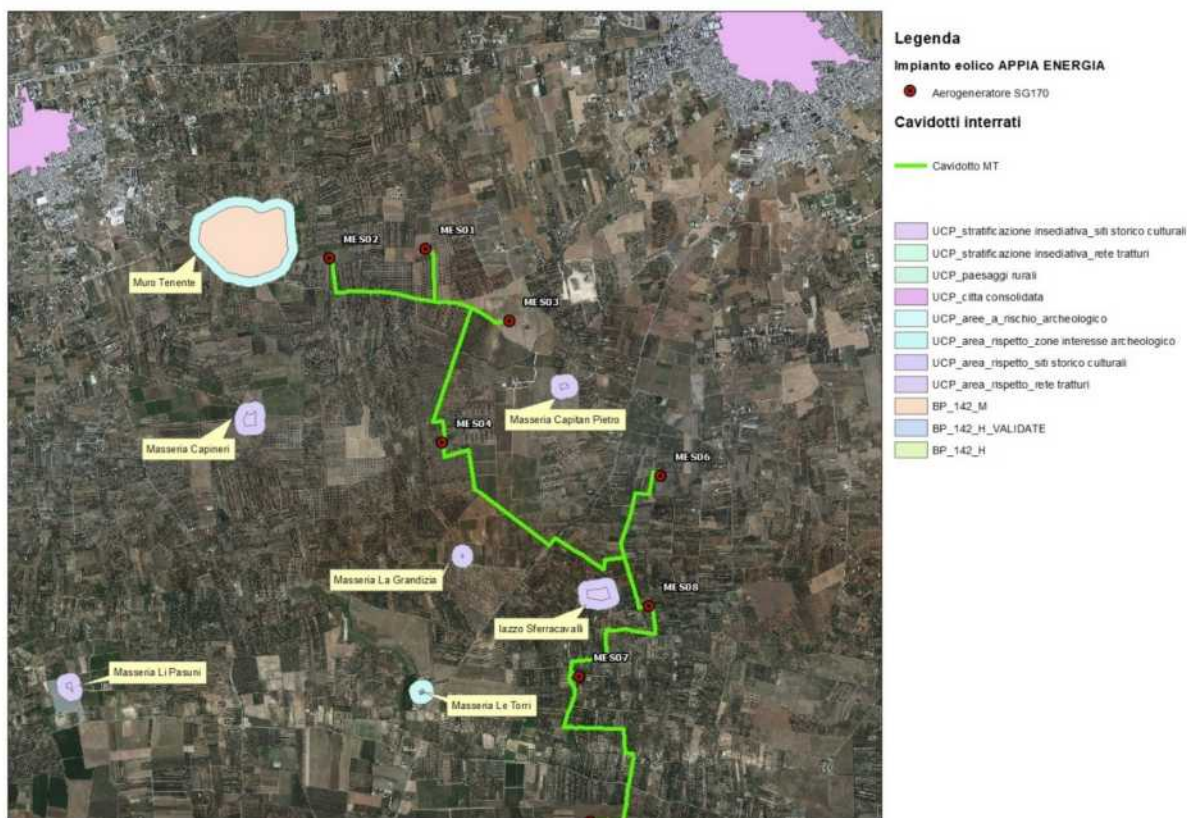 Legenda
Impianto eolico APPIA ENERGIA
Aerogeneratore SG170
Cavidotti interrati
Cavidotto MT
UCP_stratificazione insediativa_siti storico culturali
UCP_stratificazione insediativa_rete tratturi
UCP_paesaggi rurali
UCP_citta consolidata
UCP_aree_a_rischio_archeologico
UCP_area_rispetto_zone interesse archeologico
UCP_area_rispetto_siti storico culturali
UCP_area_rispetto_rete tratturi
BP_142_M
BP_142_H_VALIDATE
BP_142_H
MES02
MES01
Muro Tenente
MES03
Masseria Capitan Pietro
MES04
Masseria Capineri
MES06
Masseria La Grandizia
MES08
Iazzo Sferracavalli
MES07
Masseria Li Pasuni
Masseria Le Torri